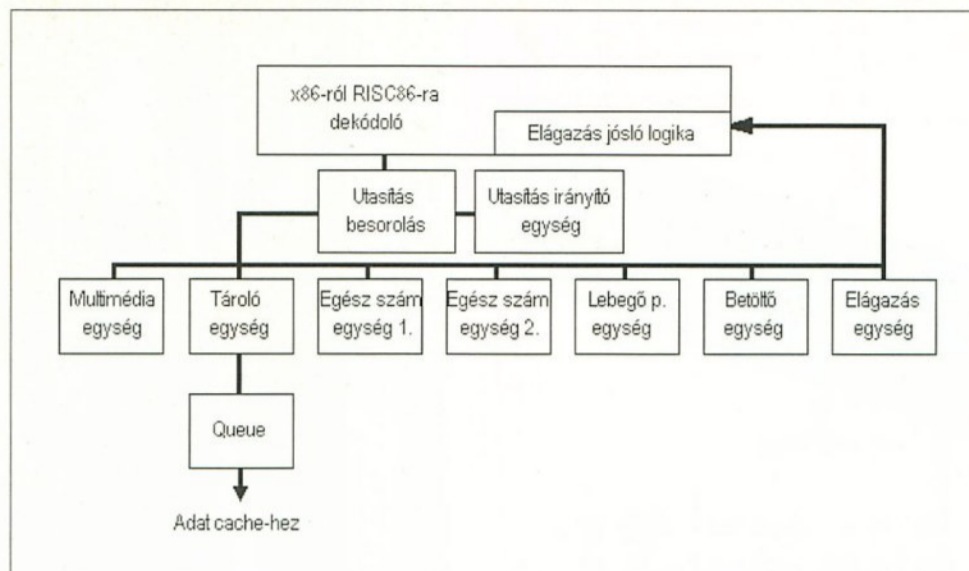 x86-ról RISC86-ra
dekódoló
Elágazás jósló logika
Utasítás
besorolás
Utasítás irányító
egység
Multimédia
egység
Tároló
egység
Egész szám
egység 1.
Egész szám
egység 2.
Lebegő p.
egység
Betöltő
egység
Elágazás
egység
Queue
Adat cache-hez